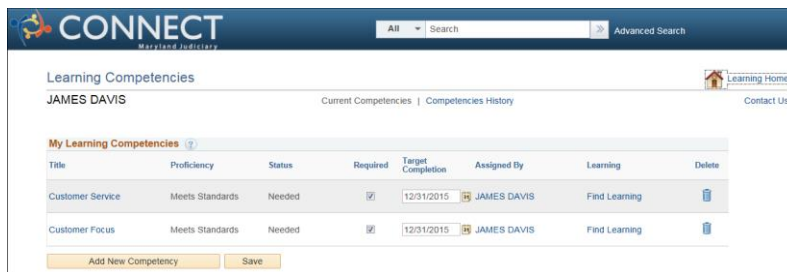 CONNECT
Maryland Judiciary
All Search Advanced Search
Learning Competencies
Learning Home
JAMES DAVIS
Current Competencies | Competencies History
Contact Us
My Learning Competencies ?
Title Proficiency Status Required Target Completion Assigned By Learning Delete
Customer Service Meets Standards Needed 12/31/2015 JAMES DAVIS Find Learning
Customer Focus Meets Standards Needed 12/31/2015 JAMES DAVIS Find Learning
Add New Competency Save